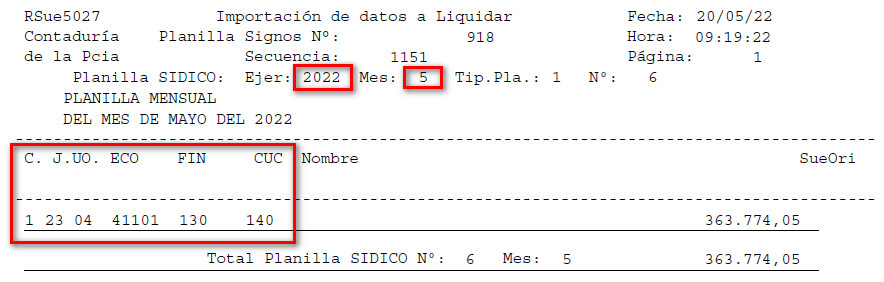 RSue5027 Importación de datos a Liquidar Fecha: 20/05/22
Contaduría Planilla Signos Nº: 918 Hora: 09:19:22
de la Pcia Secuencia: 1151 Página: 1
Planilla SIDICO: Ejer: 2022 Mes: 5 Tip.Pla.: 1 Nº: 6
PLANILLA MENSUAL
DEL MES DE MAYO DEL 2022
C. J.UO. ECO FIN CUC Nombre SueOri
1 23 04 41101 130 140 363.774,05
Total Planilla SIDICO Nº: 6 Mes: 5 363.774,05